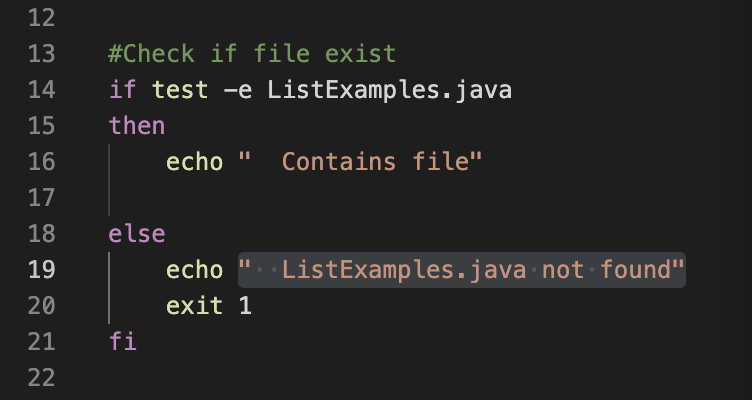 12
13 #Check if file exist
14 if test -e ListExamples.java
15 then
16 echo "  Contains file"
17
18 else
19 echo "  ListExamples.java not found"
20 exit 1
21 fi
22